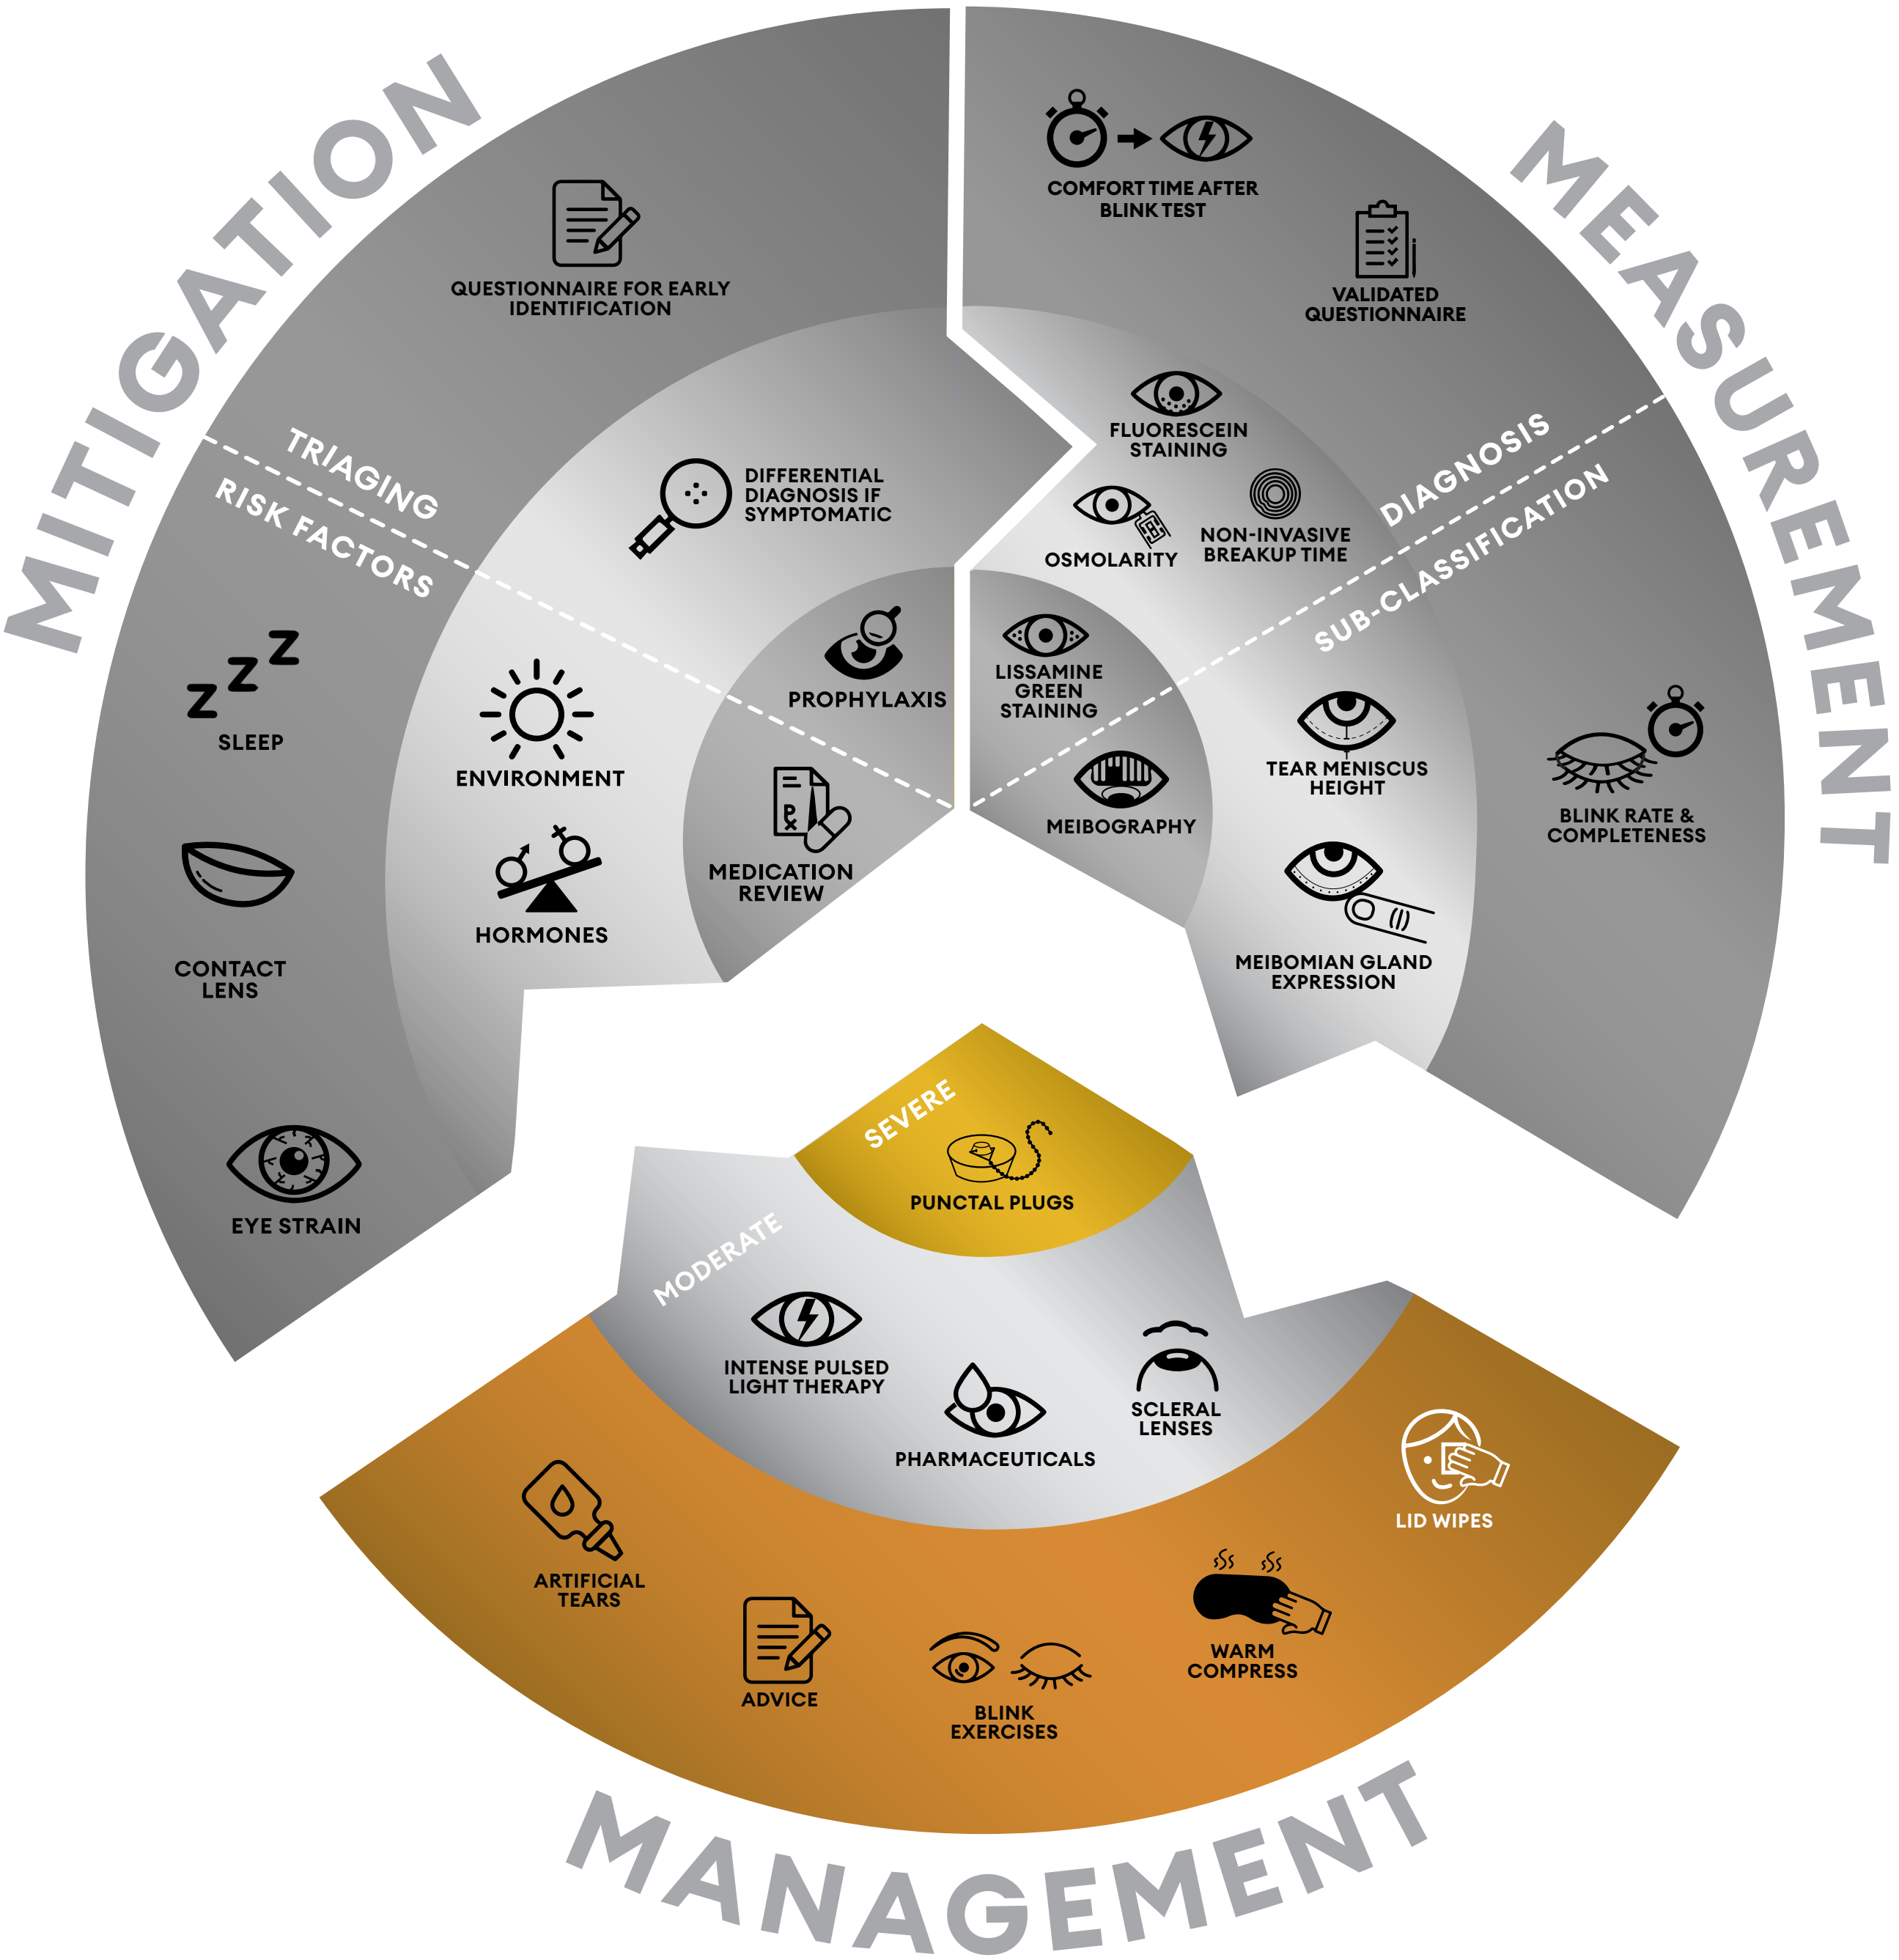 MITIGATION
QUESTIONNAIRE FOR EARLY
IDENTIFICATION
DIFFERENTIAL
DIAGNOSIS IF
SYMPTOMATIC
PROPHYLAXIS
TRIAGING
RISK FACTORS
SLEEP
CONTACT
LENS
EYE STRAIN
ENVIRONMENT
HORMONES
MEDICATION
REVIEW
MEASUREMENT
COMFORT TIME AFTER
BLINK TEST
VALIDATED
QUESTIONNAIRE
FLUORESCEIN
STAINING
OSMOLARITY
NON-INVASIVE
BREAKUP TIME
LISSAMINE
GREEN
STAINING
DIAGNOSIS
SUB-CLASSIFICATION
MEIBOGRAPHY
TEAR MENISCUS
HEIGHT
MEIBOMIAN GLAND
EXPRESSION
BLINK RATE &
COMPLETENESS
SEVERE
PUNCTAL PLUGS
MODERATE
INTENSE PULSED
LIGHT THERAPY
PHARMACEUTICALS
SCLERAL
LENSES
ARTIFICIAL
TEARS
ADVICE
BLINK
EXERCISES
WARM
COMPRESS
LID WIPES
MANAGEMENT